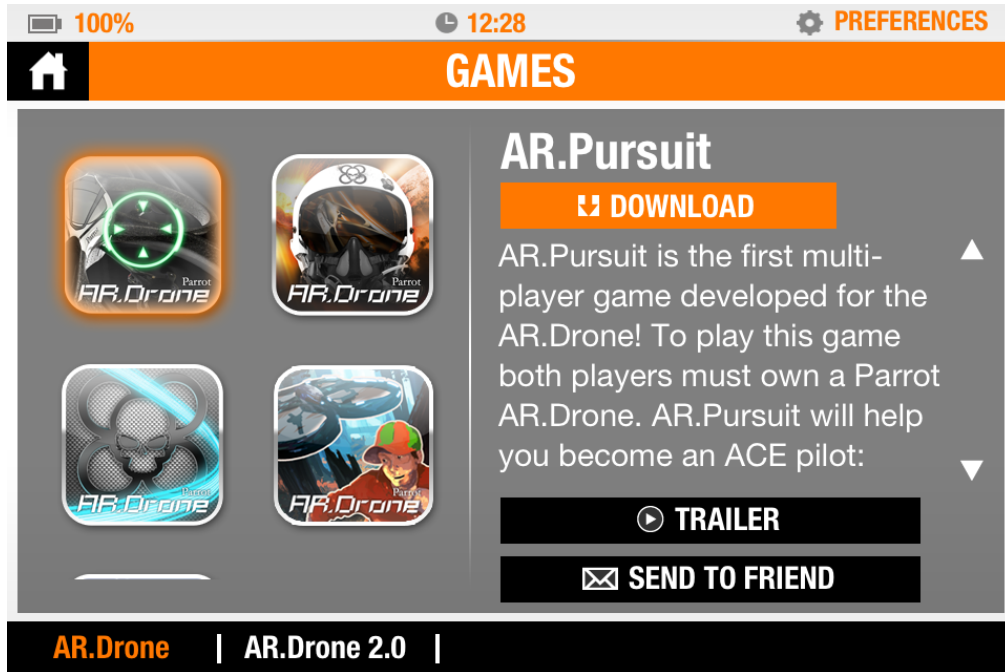 100%
12:28
PREFERENCES
GAMES
Parrot
AR.Drone
Parrot
AR.Drone
Parrot
AR.Drone
Parrot
AR.Drone
AR.Pursuit
DOWNLOAD
AR.Pursuit is the first multi-
player game developed for the
AR.Drone! To play this game
both players must own a Parrot
AR.Drone. AR.Pursuit will help
you become an ACE pilot:
TRAILER
SEND TO FRIEND
AR.Drone | AR.Drone 2.0 |